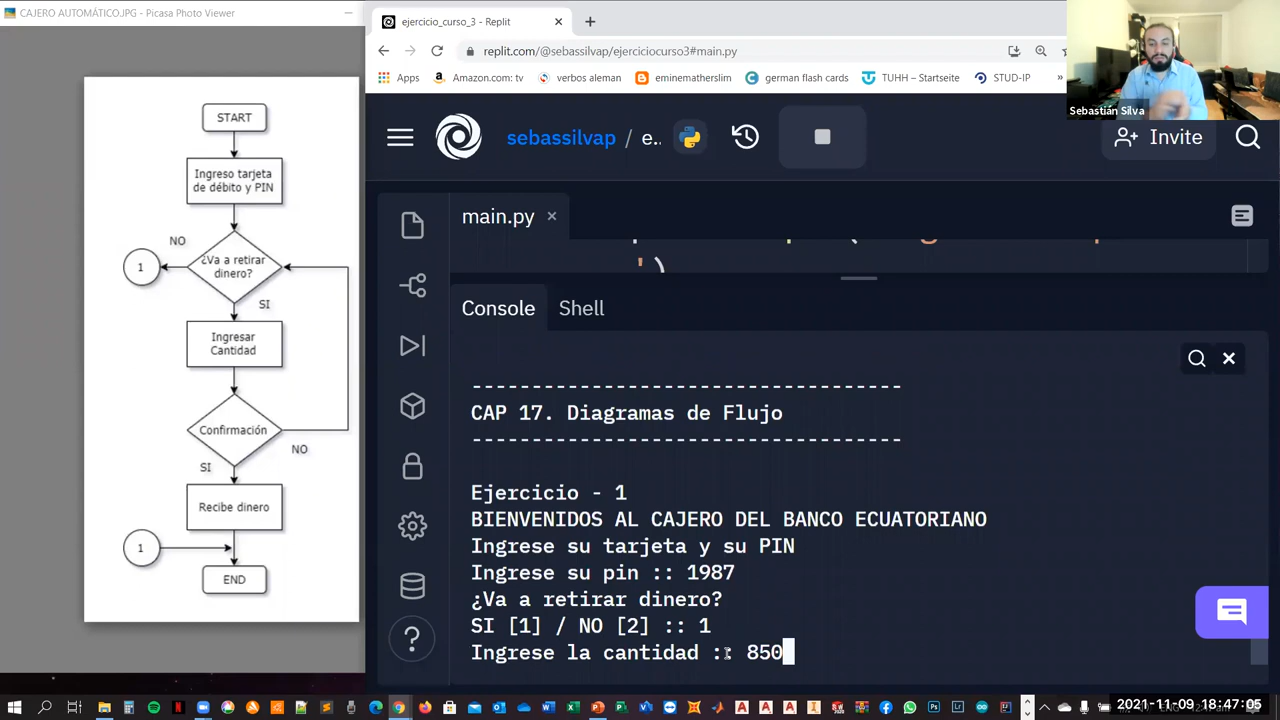 CAJERO AUTOMÁTICO.JPG - Picasa Photo Viewer
START
Ingreso tarjeta
de débito y PIN
NO
1
¿Va a retirar
dinero?
SI
Ingresar
Cantidad
Confirmación
NO
SI
Recibe dinero
1
END
ejercicio_curso_3 - Replit
replit.com/@sebassilvap/ejerciciocurso3#main.py
Apps
Amazon.com: tv
verbos aleman
eminematherslim
german flash cards
TUHH – Startseite
STUD-IP
»
Sebastián Silva
sebassilvap / e..
Invite
main.py
')
Console
Shell
-----------------------------------
CAP 17. Diagramas de Flujo
-----------------------------------
Ejercicio - 1
BIENVENIDOS AL CAJERO DEL BANCO ECUATORIANO
Ingrese su tarjeta y su PIN
Ingrese su pin :: 1987
¿Va a retirar dinero?
SI [1] / NO [2] :: 1
Ingrese la cantidad :: 850
2021-11-09 18:47:05